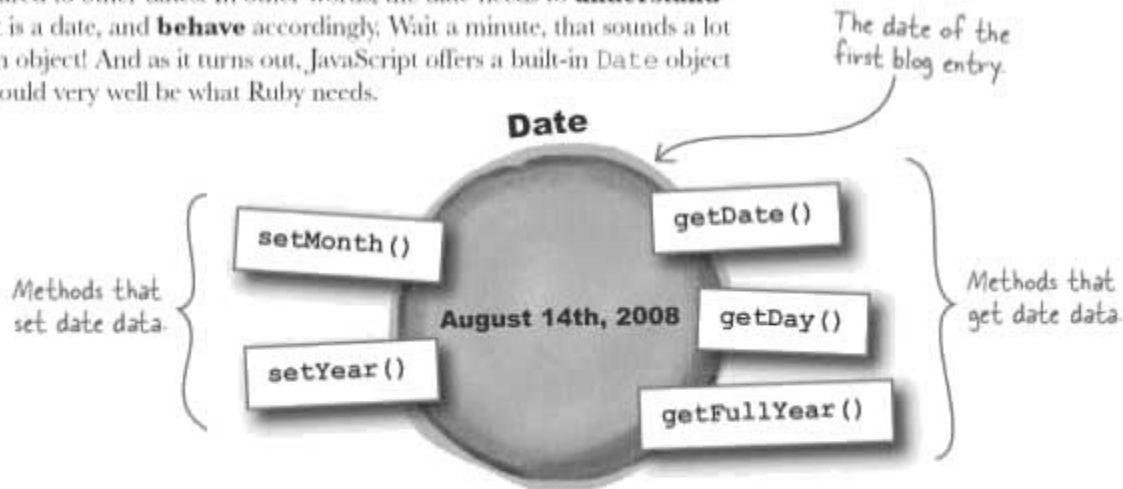 is a date, and behave accordingly. Wait a minute, that sounds a lot
object! And as it turns out, JavaScript offers a built-in Date object
ould very well be what Ruby needs.
The date of the
first blog entry.
Date
setMonth()
getDate()
Methods that
set date data.
August 14th, 2008
getDay()
Methods that
get date data.
setYear()
getFullYear()